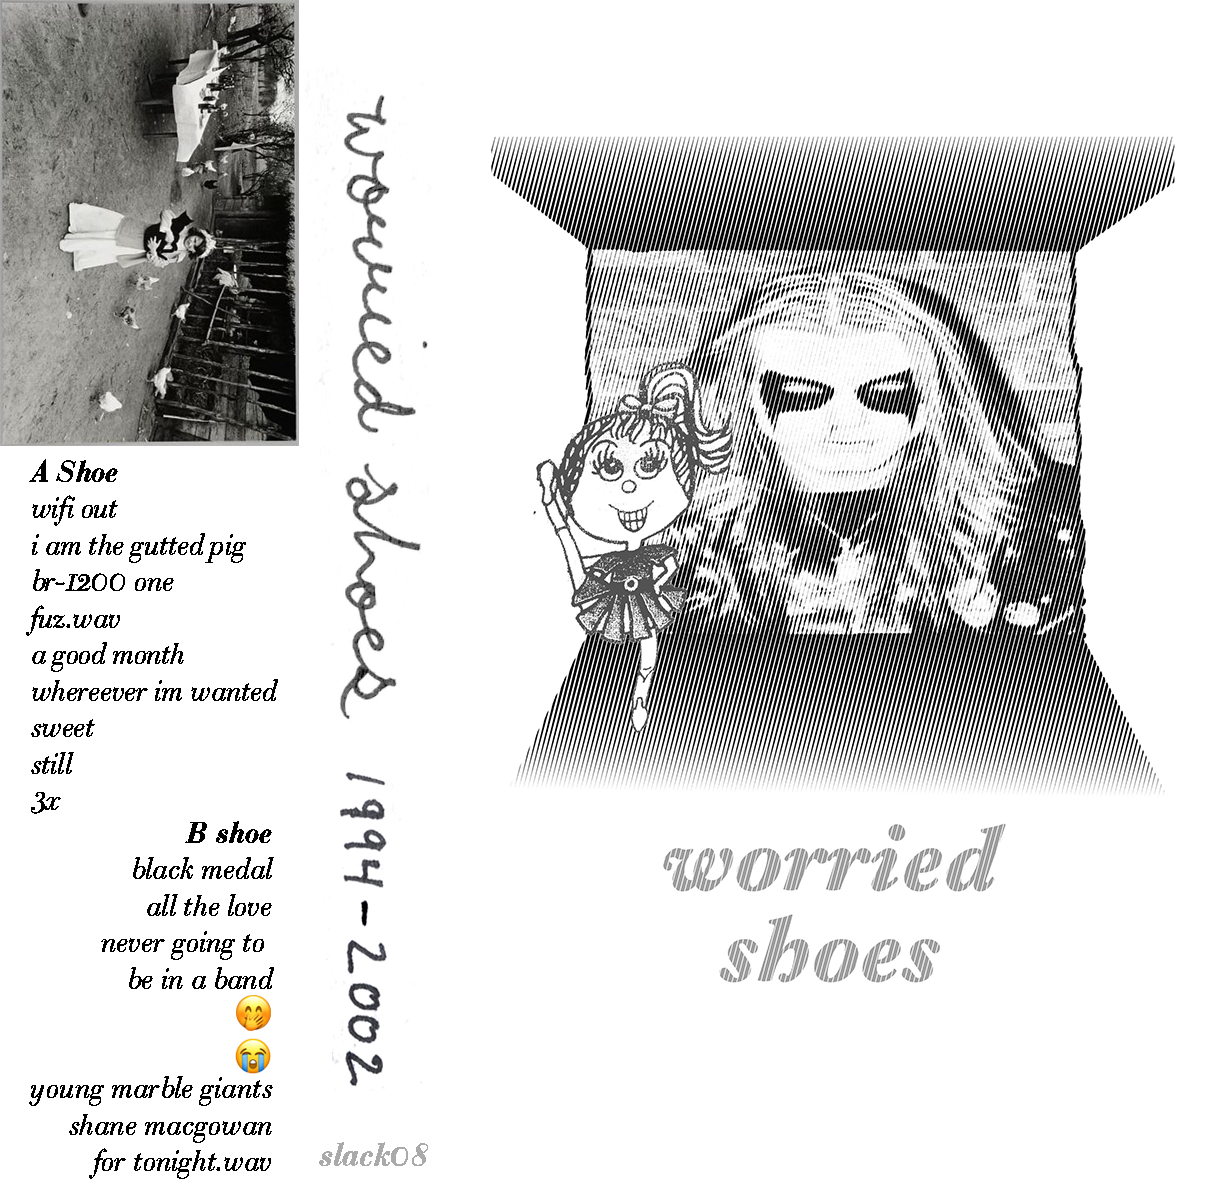 A Shoe
wifi out
i am the gutted pig
br-1200 one
fuz.wav
a good month
whereever im wanted
sweet
still
3x
B shoe
black medal
all the love
never going to
be in a band
🤭
😭
young marble giants
shane macgowan
for tonight.wav
worried shoes 1994-2002
slack08
worried
shoes